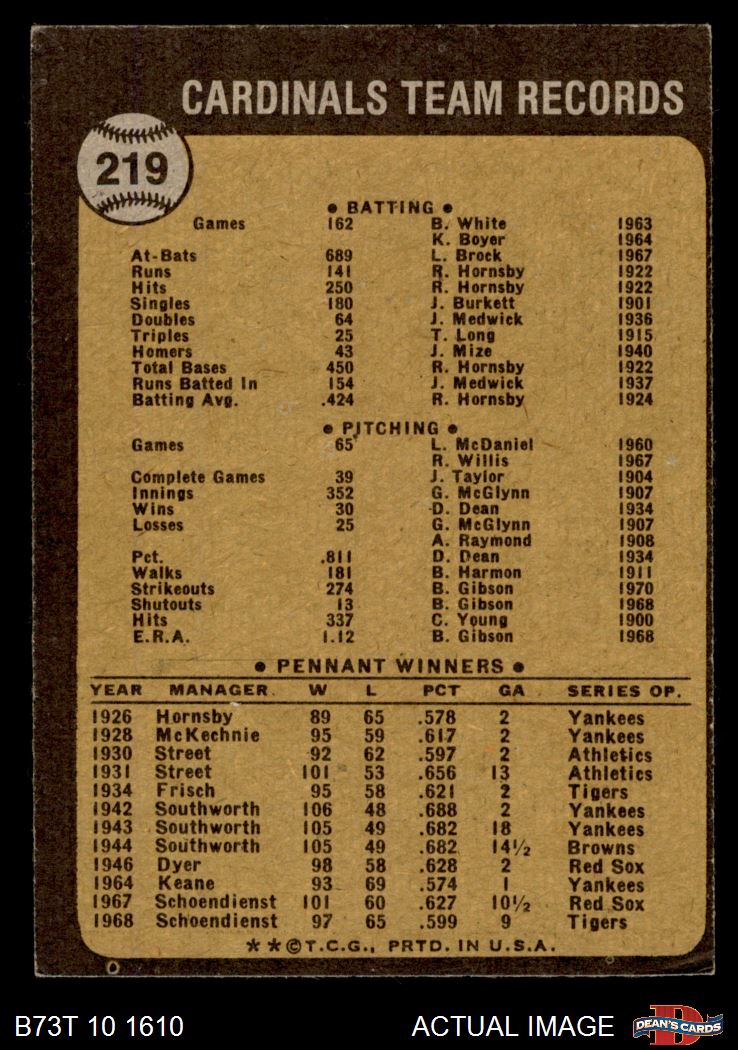 CARDINALS TEAM RECORDS
219
● BATTING ●
Games 162 B. White 1963
K. Boyer 1964
At-Bats 689 L. Brock 1967
Runs 141 R. Hornsby 1922
Hits 250 R. Hornsby 1922
Singles 180 J. Burkett 1901
Doubles 64 J. Medwick 1936
Triples 25 T. Long 1915
Homers 43 J. Mize 1940
Total Bases 450 R. Hornsby 1922
Runs Batted In 154 J. Medwick 1937
Batting Avg. .424 R. Hornsby 1924
● PITCHING ●
Games 65 L. McDaniel 1960
R. Willis 1967
Complete Games 39 J. Taylor 1904
Innings 352 G. McGlynn 1907
Wins 30 D. Dean 1934
Losses 25 G. McGlynn 1907
A. Raymond 1908
Pct. .811 D. Dean 1934
Walks 181 B. Harmon 1911
Strikeouts 274 B. Gibson 1970
Shutouts 13 B. Gibson 1968
Hits 337 C. Young 1900
E.R.A. 1.12 B. Gibson 1968
● PENNANT WINNERS ●
YEAR MANAGER W L PCT GA SERIES OP.
1926 Hornsby 89 65 .578 2 Yankees
1928 McKechnie 95 59 .617 2 Yankees
1930 Street 92 62 .597 2 Athletics
1931 Street 101 53 .656 13 Athletics
1934 Frisch 95 58 .621 2 Tigers
1942 Southworth 106 48 .688 2 Yankees
1943 Southworth 105 49 .682 18 Yankees
1944 Southworth 105 49 .682 14½ Browns
1946 Dyer 98 58 .628 2 Red Sox
1964 Keane 93 69 .574 1 Yankees
1967 Schoendienst 101 60 .627 10½ Red Sox
1968 Schoendienst 97 65 .599 9 Tigers
★ ★ © T.C.G., PRTD. IN U.S.A.
B73T 10 1610 ACTUAL IMAGE D DEAN'S CARDS